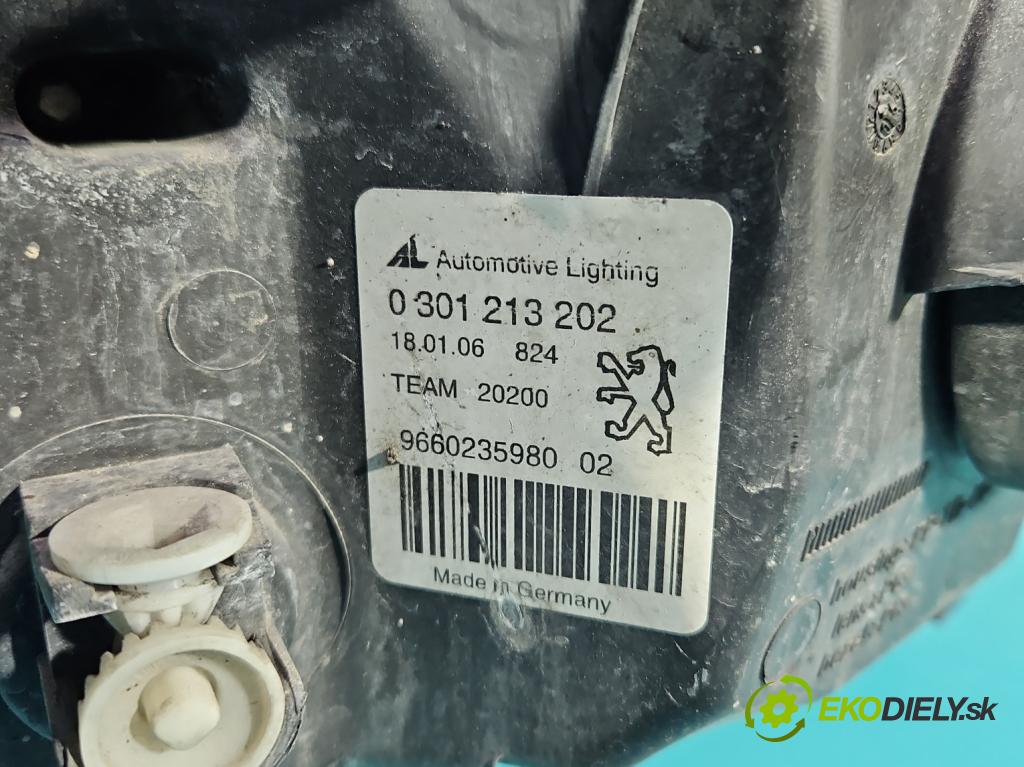 AL Automotive Lighting
0 301 213 202
18.01.06 824
TEAM 20200
9660235980 02
Made in Germany
EKODIELY.sk